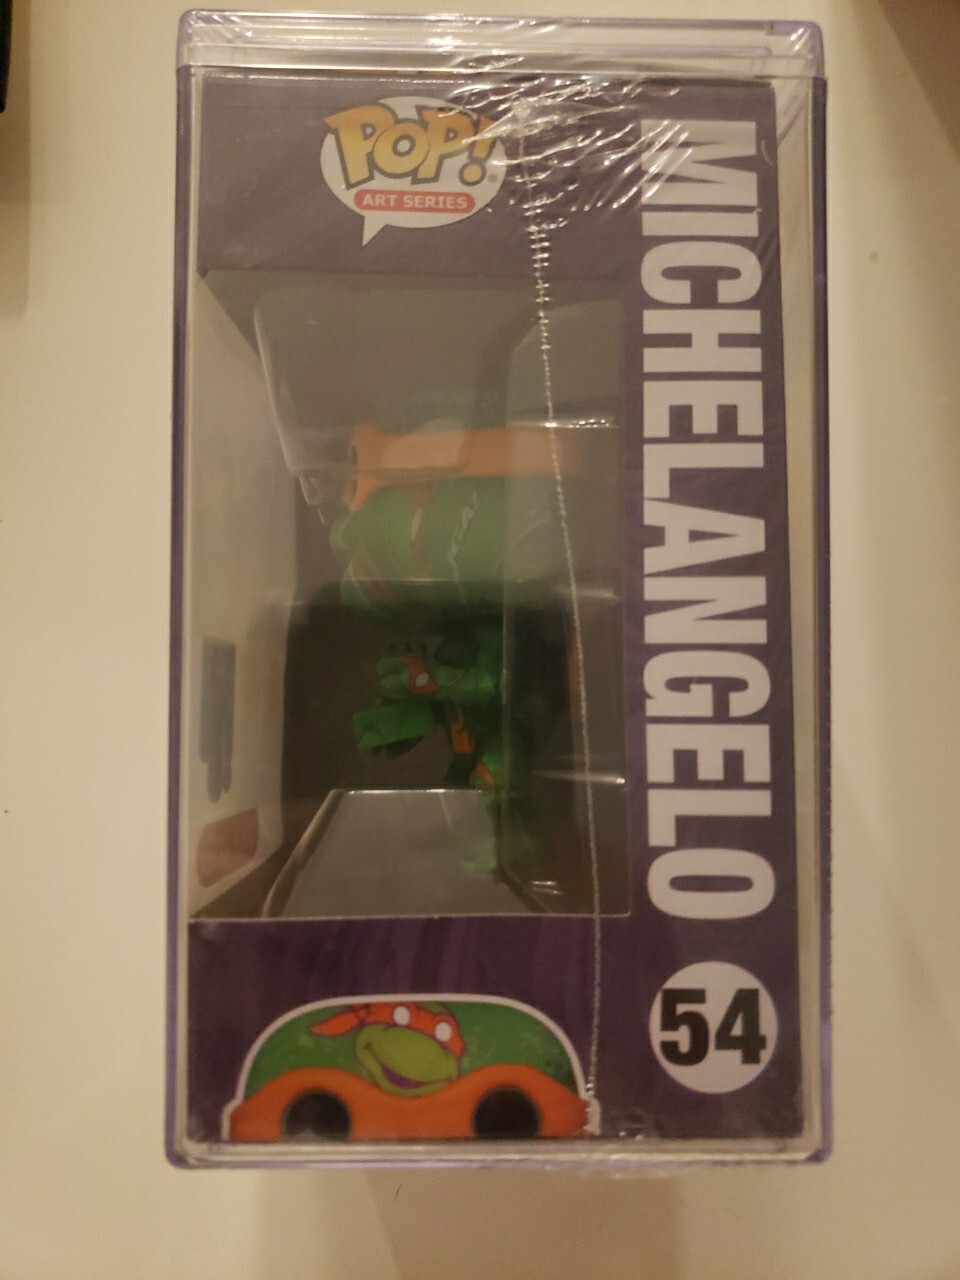 POP!
ART SERIES
MICHELANGELO
54